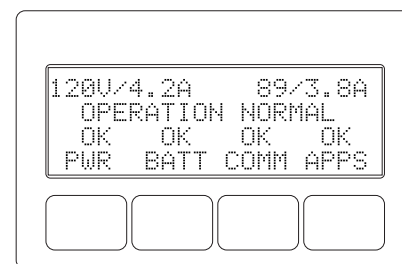 120V/4.2A 89/3.8A
OPERATION NORMAL
OK OK OK OK
PWR BATT COMM APPS